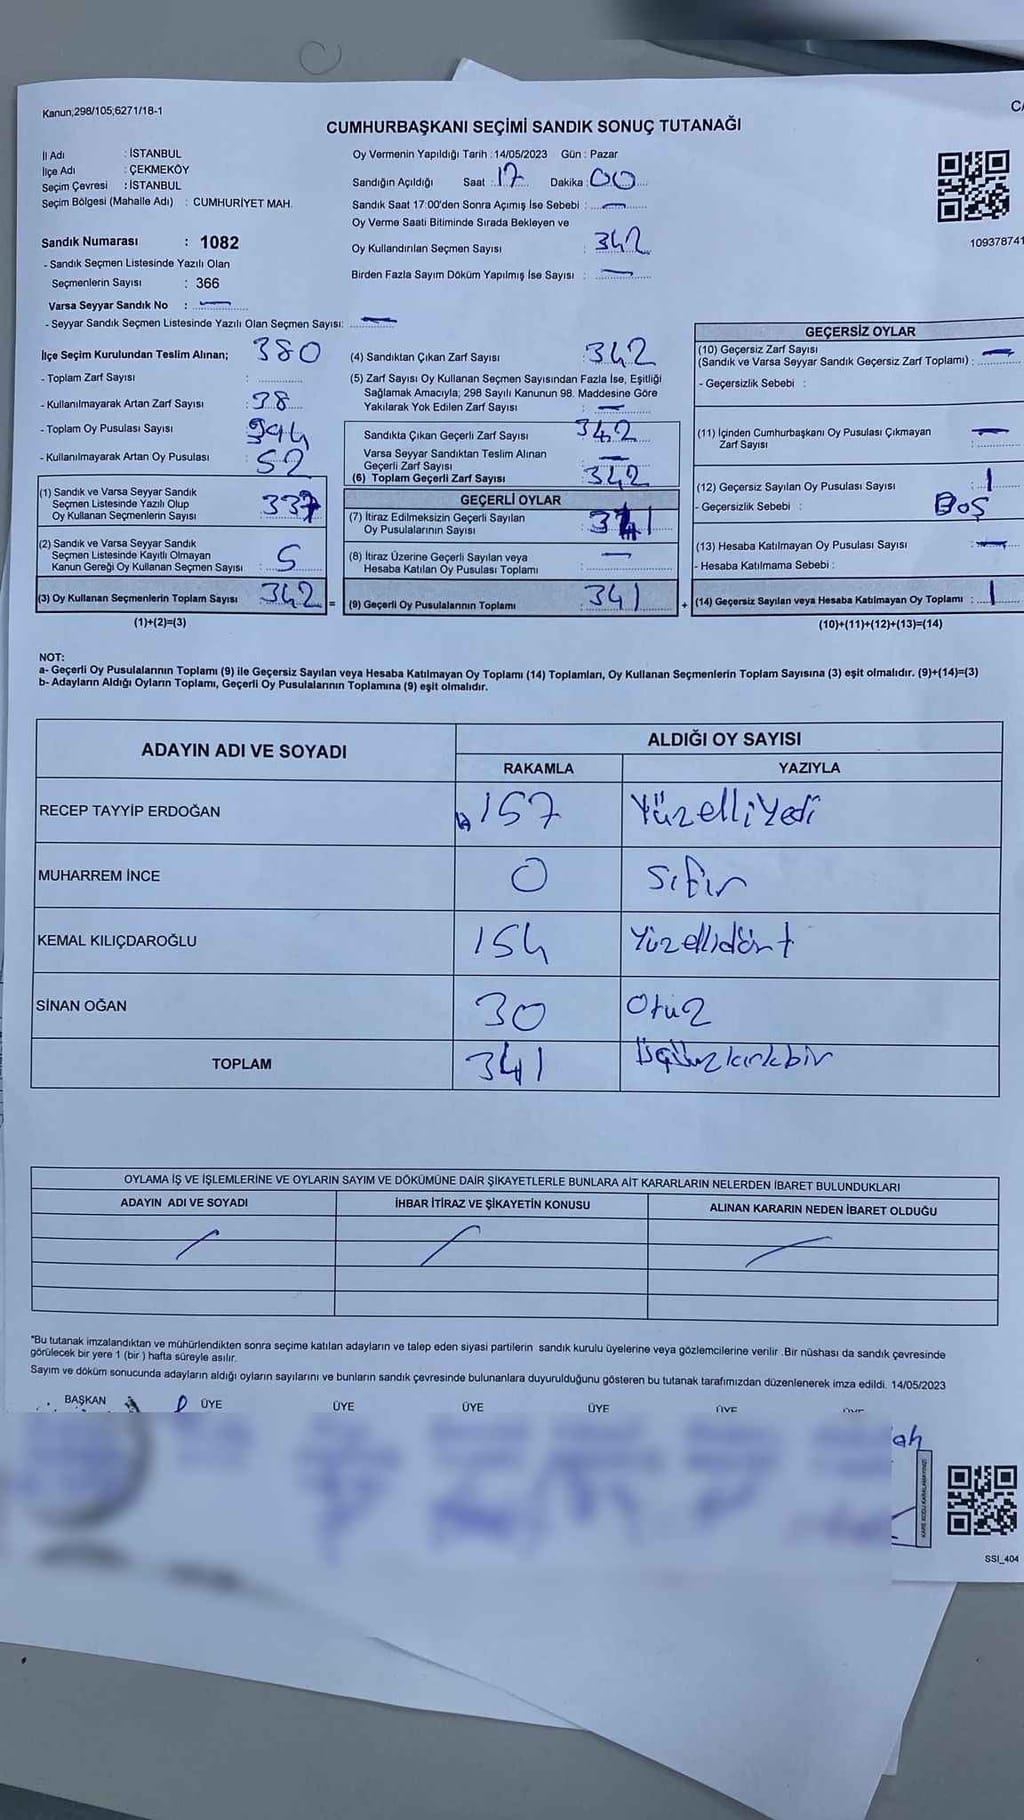 Kanun,298/105,6271/18-1
CUMHURBAŞKANI SEÇİMİ SANDIK SONUÇ TUTANAĞI
İl Adı : İSTANBUL
İlçe Adı : ÇEKMEKÖY
Seçim Çevresi : İSTANBUL
Seçim Bölgesi (Mahalle Adı) : CUMHURİYET MAH.
Sandık Numarası : 1082
- Sandık Seçmen Listesinde Yazılı Olan
Seçmenlerin Sayısı : 366
Varsa Seyyar Sandık No : —
- Seyyar Sandık Seçmen Listesinde Yazılı Olan Seçmen Sayısı: —
Oy Vermenin Yapıldığı Tarih : 14/05/2023 Gün : Pazar
Sandığın Açıldığı Saat : 17 Dakika : 00
Sandık Saat 17:00'den Sonra Açımış İse Sebebi : —
Oy Verme Saati Bitiminde Sırada Bekleyen ve
Oy Kullandırılan Seçmen Sayısı : 342
Birden Fazla Sayım Döküm Yapılmış İse Sayısı : —
109378741
İlçe Seçim Kurulundan Teslim Alınan; 380
- Toplam Zarf Sayısı :
- Kullanılmayarak Artan Zarf Sayısı : 38
- Toplam Oy Pusulası Sayısı : 394
- Kullanılmayarak Artan Oy Pusulası : 52
(1) Sandık ve Varsa Seyyar Sandık
Seçmen Listesinde Yazılı Olup
Oy Kullanan Seçmenlerin Sayısı : 337
(2) Sandık ve Varsa Seyyar Sandık
Seçmen Listesinde Kayıtlı Olmayan
Kanun Gereği Oy Kullanan Seçmen Sayısı : 5
(3) Oy Kullanan Seçmenlerin Toplam Sayısı 342
(1)+(2)=(3)
(4) Sandıktan Çıkan Zarf Sayısı : 342
(5) Zarf Sayısı Oy Kullanan Seçmen Sayısından Fazla İse, Eşitliği
Sağlamak Amacıyla; 298 Sayılı Kanunun 98. Maddesine Göre
Yakılarak Yok Edilen Zarf Sayısı : —
Sandıkta Çıkan Geçerli Zarf Sayısı : 342
Varsa Seyyar Sandıktan Teslim Alınan
Geçerli Zarf Sayısı : —
(6) Toplam Geçerli Zarf Sayısı : 342
GEÇERLİ OYLAR
(7) İtiraz Edilmeksizin Geçerli Sayılan
Oy Pusulalarının Sayısı : 341
(8) İtiraz Üzerine Geçerli Sayılan veya
Hesaba Katılan Oy Pusulası Toplamı : —
= (9) Geçerli Oy Pusulalarının Toplamı : 341
GEÇERSİZ OYLAR
(10) Geçersiz Zarf Sayısı
(Sandık ve Varsa Seyyar Sandık Geçersiz Zarf Toplamı) : —
- Geçersizlik Sebebi :
(11) İçinden Cumhurbaşkanı Oy Pusulası Çıkmayan
Zarf Sayısı : —
(12) Geçersiz Sayılan Oy Pusulası Sayısı : 1
- Geçersizlik Sebebi : Boş
(13) Hesaba Katılmayan Oy Pusulası Sayısı : —
- Hesaba Katılmama Sebebi :
+ (14) Geçersiz Sayılan veya Hesaba Katılmayan Oy Toplamı : 1
(10)+(11)+(12)+(13)=(14)
NOT:
a- Geçerli Oy Pusulalarının Toplamı (9) ile Geçersiz Sayılan veya Hesaba Katılmayan Oy Toplamı (14) Toplamları, Oy Kullanan Seçmenlerin Toplam Sayısına (3) eşit olmalıdır. (9)+(14)=(3)
b- Adayların Aldığı Oyların Toplamı, Geçerli Oy Pusulalarının Toplamına (9) eşit olmalıdır.
ADAYIN ADI VE SOYADI ALDIĞI OY SAYISI
RAKAMLA YAZIYLA
RECEP TAYYİP ERDOĞAN 157 Yüzelliyedi
MUHARREM İNCE 0 Sıfır
KEMAL KILIÇDAROĞLU 154 Yüzellidört
SİNAN OĞAN 30 Otuz
TOPLAM 341 Üçyüzkırkbir
OYLAMA İŞ VE İŞLEMLERİNE VE OYLARIN SAYIM VE DÖKÜMÜNE DAİR ŞİKAYETLERLE BUNLARA AİT KARARLARIN NELERDEN İBARET BULUNDUKLARI
ADAYIN ADI VE SOYADI İHBAR İTİRAZ VE ŞİKAYETİN KONUSU ALINAN KARARIN NEDEN İBARET OLDUĞU
*Bu tutanak imzalandıktan ve mühürlendikten sonra seçime katılan adayların ve talep eden siyasi partilerin sandık kurulu üyelerine veya gözlemcilerine verilir .Bir nüshası da sandık çevresinde
görülecek bir yere 1 (bir ) hafta süreyle asılır.
Sayım ve döküm sonucunda adayların aldığı oyların sayılarını ve bunların sandık çevresinde bulunanlara duyurulduğunu gösteren bu tutanak tarafımızdan düzenlenerek imza edildi. 14/05/2023
BAŞKAN ÜYE ÜYE ÜYE ÜYE ÜYE
SSI_404